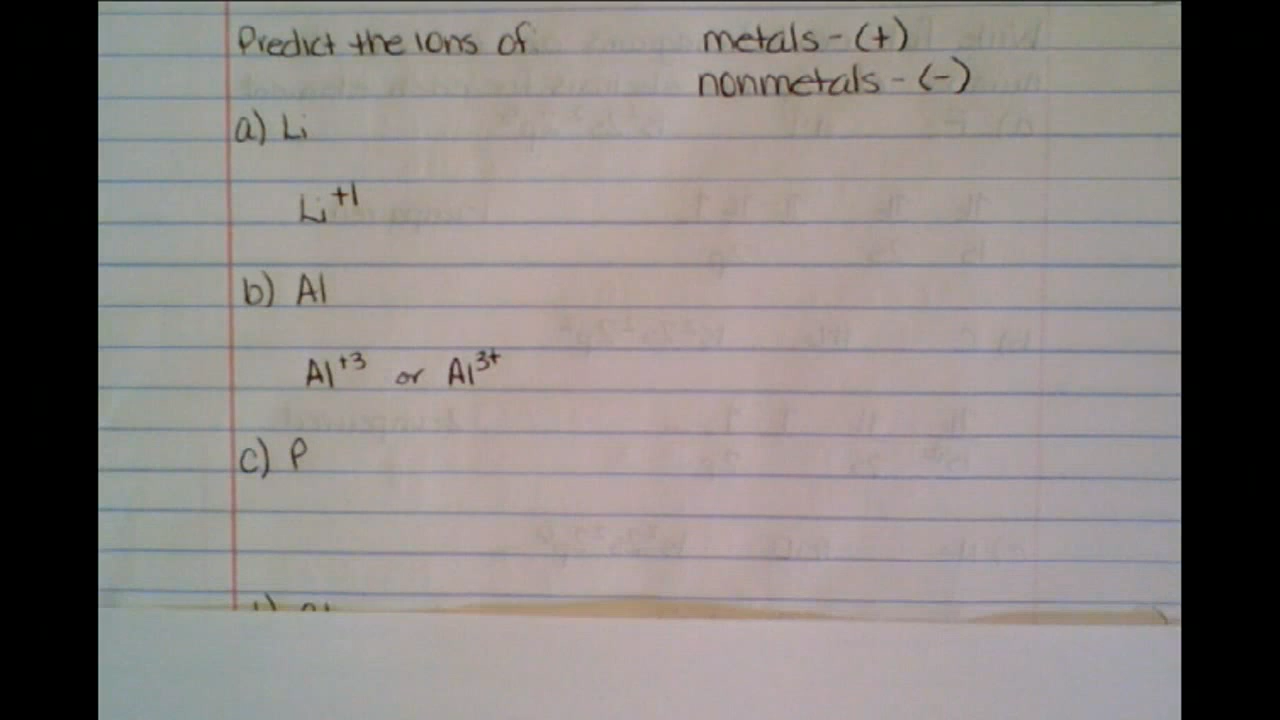 Predict the ions of
metals - (+)
nonmetals - (-)
a) Li
Li⁺¹
b) Al
Al⁺³ or Al³⁺
c) P